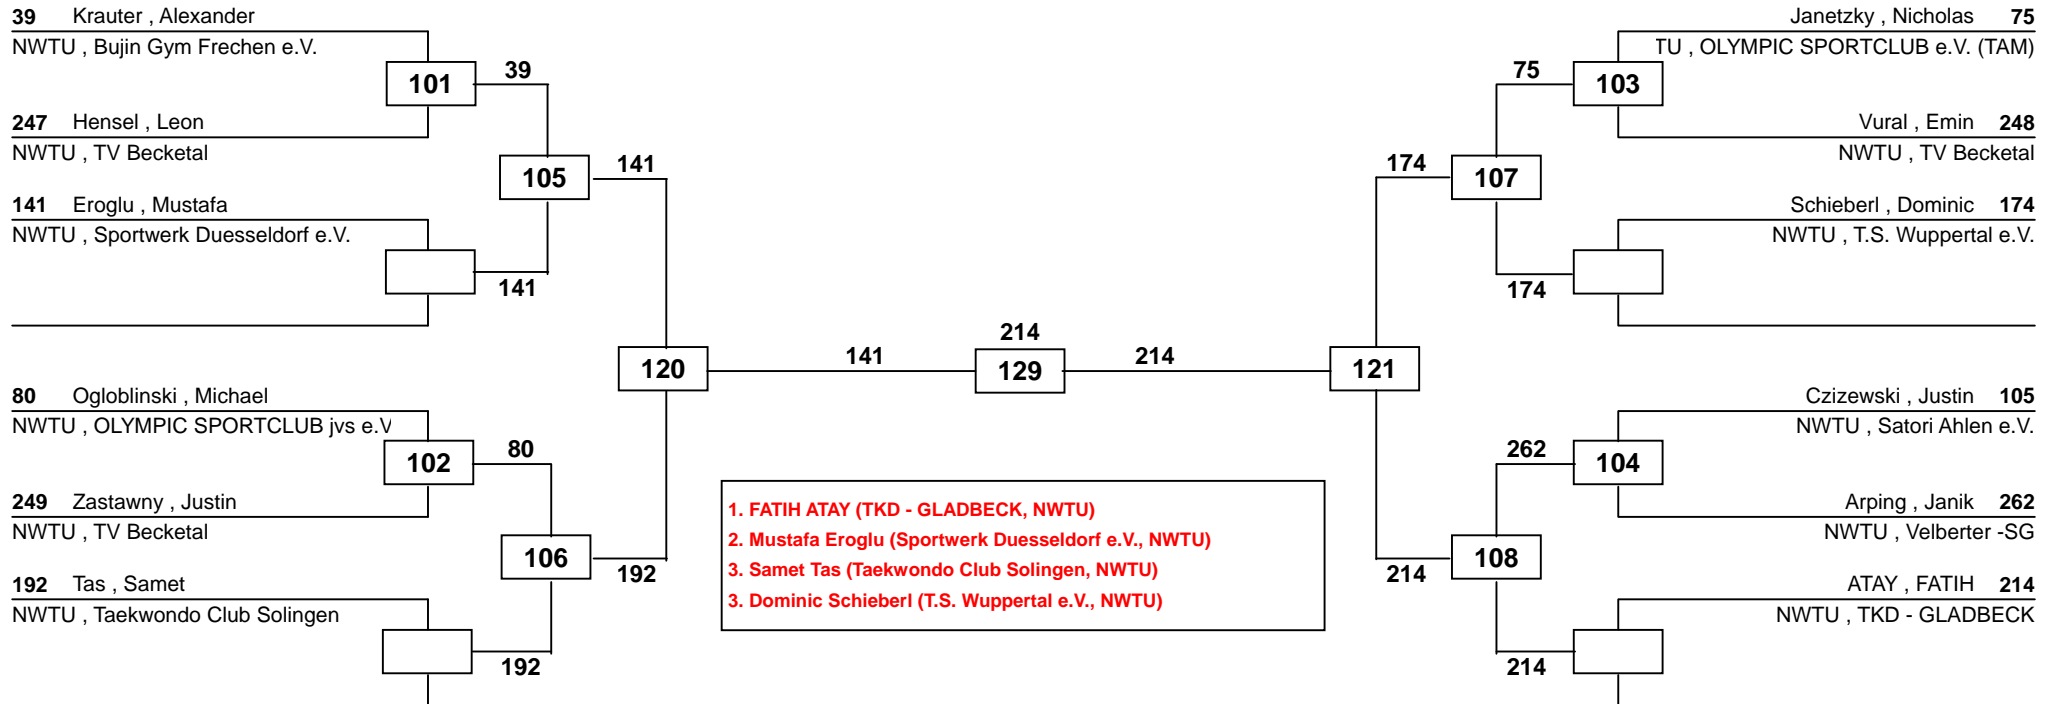 39 Krauter , Alexander
NWTU , Bujin Gym Frechen e.V.
101
39
247 Hensel , Leon
NWTU , TV Becketal
105
141
141 Eroglu , Mustafa
NWTU , Sportwerk Duesseldorf e.V.
141
120
141
80 Ogloblinski , Michael
NWTU , OLYMPIC SPORTCLUB jvs e.V
102
80
249 Zastawny , Justin
NWTU , TV Becketal
106
192
192 Tas , Samet
NWTU , Taekwondo Club Solingen
192
214
129
1. FATIH ATAY (TKD - GLADBECK, NWTU)
2. Mustafa Eroglu (Sportwerk Duesseldorf e.V., NWTU)
3. Samet Tas (Taekwondo Club Solingen, NWTU)
3. Dominic Schieberl (T.S. Wuppertal e.V., NWTU)
Janetzky , Nicholas 75
TU , OLYMPIC SPORTCLUB e.V. (TAM)
75
103
Vural , Emin 248
NWTU , TV Becketal
174
107
Schieberl , Dominic 174
NWTU , T.S. Wuppertal e.V.
174
214
121
Czizewski , Justin 105
NWTU , Satori Ahlen e.V.
262
104
Arping , Janik 262
NWTU , Velberter -SG
214
108
ATAY , FATIH 214
NWTU , TKD - GLADBECK
214